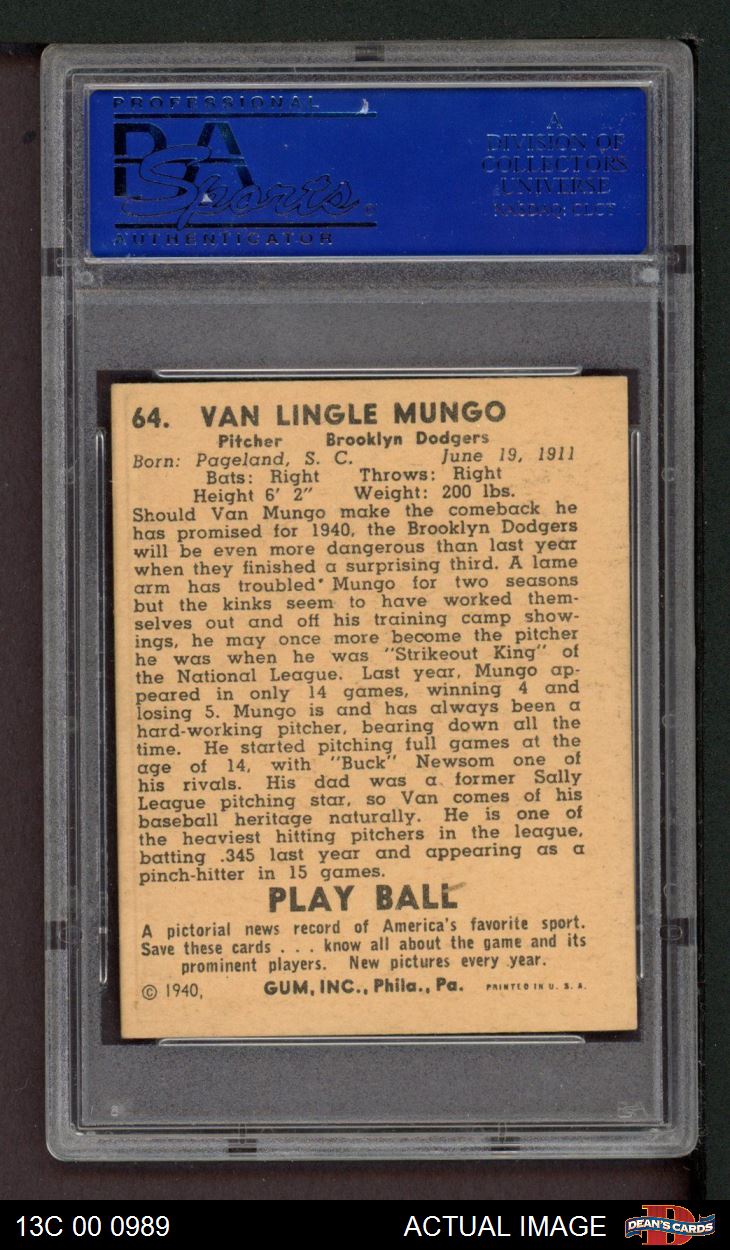 PROFESSIONAL
PSA
Sports
AUTHENTICATOR
A
DIVISION OF
COLLECTORS
UNIVERSE
NASDAQ: CLCT
64. VAN LINGLE MUNGO
Pitcher Brooklyn Dodgers
Born: Pageland, S. C. June 19, 1911
Bats: Right Throws: Right
Height 6' 2" Weight: 200 lbs.
Should Van Mungo make the comeback he
has promised for 1940, the Brooklyn Dodgers
will be even more dangerous than last year
when they finished a surprising third. A lame
arm has troubled Mungo for two seasons
but the kinks seem to have worked them-
selves out and off his training camp show-
ings, he may once more become the pitcher
he was when he was "Strikeout King" of
the National League. Last year, Mungo ap-
peared in only 14 games, winning 4 and
losing 5. Mungo is and has always been a
hard-working pitcher, bearing down all the
time. He started pitching full games at the
age of 14, with "Buck" Newsom one of
his rivals. His dad was a former Sally
League pitching star, so Van comes of his
baseball heritage naturally. He is one of
the heaviest hitting pitchers in the league,
batting .345 last year and appearing as a
pinch-hitter in 15 games.
PLAY BALL
A pictorial news record of America's favorite sport.
Save these cards . . . know all about the game and its
prominent players. New pictures every year.
© 1940, GUM, INC., Phila., Pa. PRINTED IN U. S. A.
8
13C 00 0989 ACTUAL IMAGE DEAN'S CARDS